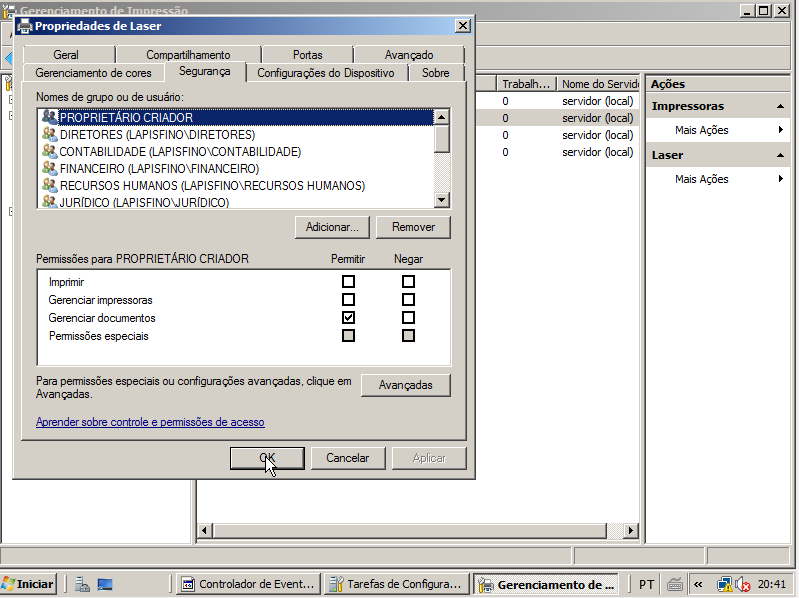 Gerenciamento de Impressão
Propriedades de Laser
Geral Compartilhamento Portas Avançado
Gerenciamento de cores Segurança Configurações do Dispositivo Sobre
Nomes de grupo ou de usuário:
PROPRIETÁRIO CRIADOR
DIRETORES (LAPISFINO\DIRETORES)
CONTABILIDADE (LAPISFINO\CONTABILIDADE)
FINANCEIRO (LAPISFINO\FINANCEIRO)
RECURSOS HUMANOS (LAPISFINO\RECURSOS HUMANOS)
JURÍDICO (LAPISFINO\JURÍDICO)
Adicionar... Remover
Permissões para PROPRIETÁRIO CRIADOR Permitir Negar
Imprimir
Gerenciar impressoras
Gerenciar documentos
Permissões especiais
Para permissões especiais ou configurações avançadas, clique em
Avançadas.
Avançadas
Aprender sobre controle e permissões de acesso
OK Cancelar Aplicar
Trabalh... Nome do Servid
0 servidor (local)
0 servidor (local)
0 servidor (local)
0 servidor (local)
Ações
Impressoras
Mais Ações
Laser
Mais Ações
Iniciar Controlador de Event... Tarefas de Configura... Gerenciamento de ... PT « 20:41